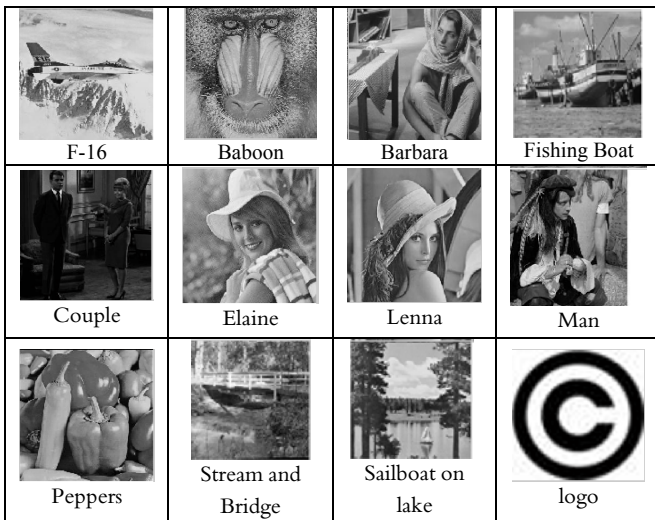 F-16
Baboon
Barbara
Fishing Boat
Couple
Elaine
Lenna
Man
Peppers
Stream and
Bridge
Sailboat on
lake
logo